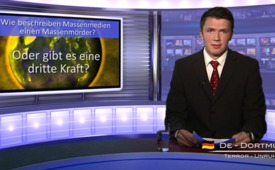 Wie beschreiben Massenmedien
einen Massenmörder?
Oder gibt es eine
dritte Kraft?
De - Dortmu
Terror - Unru